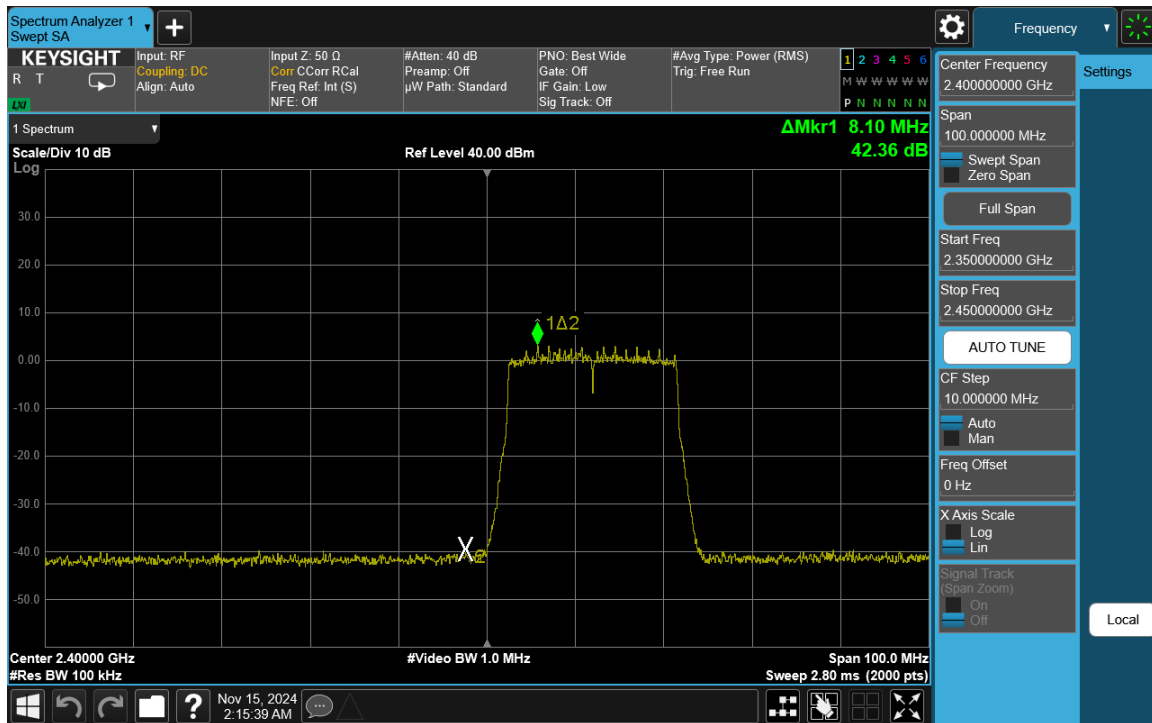 Spectrum Analyzer 1
Swept SA
Frequency
KEYSIGHT
R T
LXI
Input: RF
Coupling: DC
Align: Auto
Input Z: 50 Ω
Corr CCorr RCal
Freq Ref: Int (S)
NFE: Off
#Atten: 40 dB
Preamp: Off
µW Path: Standard
PNO: Best Wide
Gate: Off
IF Gain: Low
Sig Track: Off
#Avg Type: Power (RMS)
Trig: Free Run
1 2 3 4 5 6
M W W W W W
P N N N N N
1 Spectrum
Scale/Div 10 dB
Log
Ref Level 40.00 dBm
ΔMkr1 8.10 MHz
42.36 dB
30.0
20.0
10.0
0.00
-10.0
-20.0
-30.0
-40.0
-50.0
1Δ2
X2
Center 2.40000 GHz
#Res BW 100 kHz
#Video BW 1.0 MHz
Span 100.0 MHz
Sweep 2.80 ms (2000 pts)
Center Frequency
2.400000000 GHz
Settings
Span
100.000000 MHz
Swept Span
Zero Span
Full Span
Start Freq
2.350000000 GHz
Stop Freq
2.450000000 GHz
AUTO TUNE
CF Step
10.000000 MHz
Auto
Man
Freq Offset
0 Hz
X Axis Scale
Log
Lin
Signal Track
(Span Zoom)
On
Off
Local
?
Nov 15, 2024
2:15:39 AM